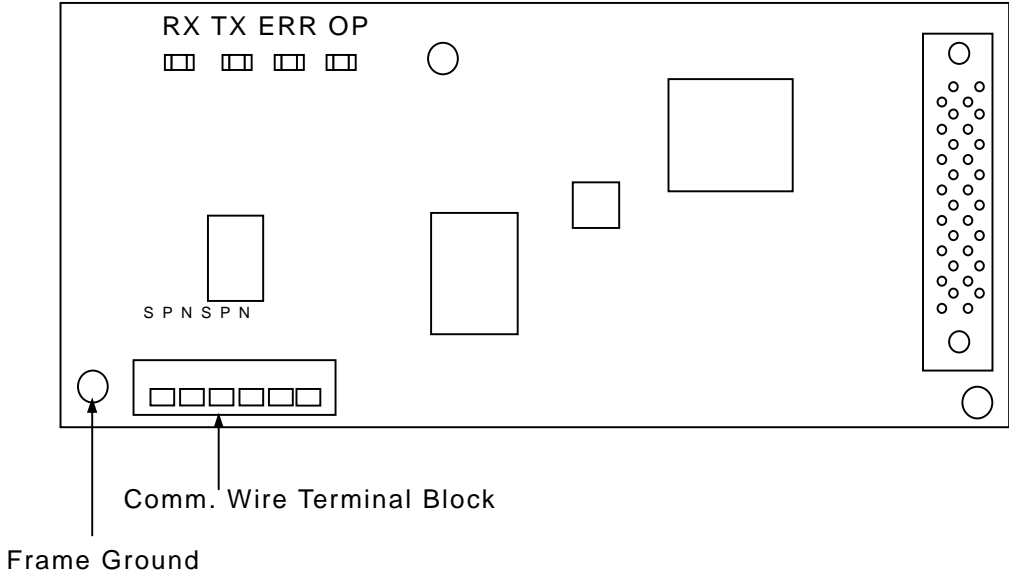 RX TX ERR OP
S P N S P N
Comm. Wire Terminal Block
Frame Ground